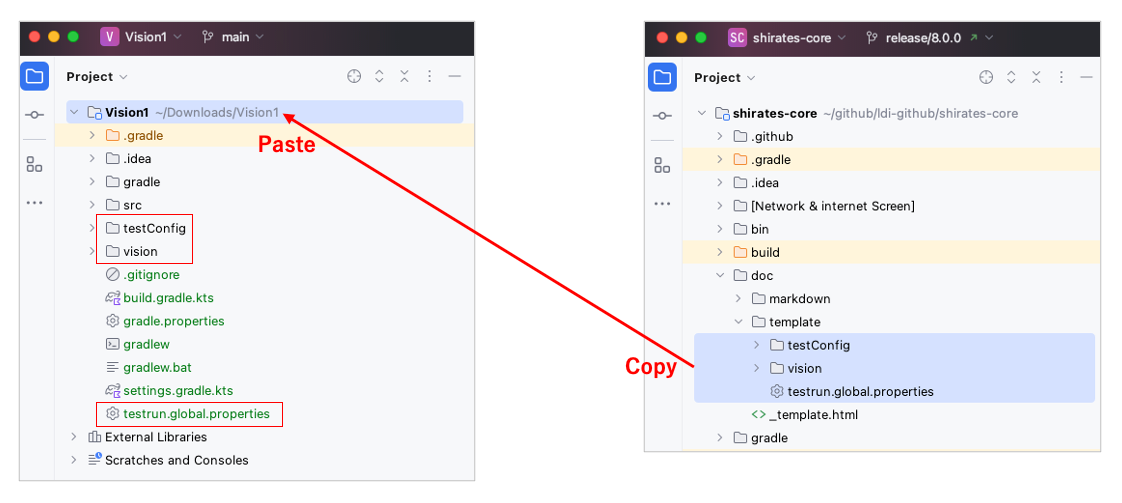 V Vision1 main
Project
Vision1 ~/Downloads/Vision1
.gradle
.idea
gradle
src
testConfig
vision
.gitignore
build.gradle.kts
gradle.properties
gradlew
gradlew.bat
settings.gradle.kts
testrun.global.properties
External Libraries
Scratches and Consoles
Paste
Copy
SC shirates-core release/8.0.0
Project
shirates-core ~/github/ldi-github/shirates-core
.github
.gradle
.idea
[Network & internet Screen]
bin
build
doc
markdown
template
testConfig
vision
testrun.global.properties
<> _template.html
gradle